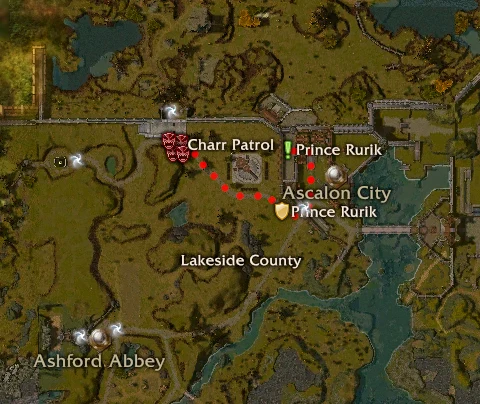 Charr Patrol
Prince Rurik
Ascalon City
Prince Rurik
Lakeside County
Ashford Abbey